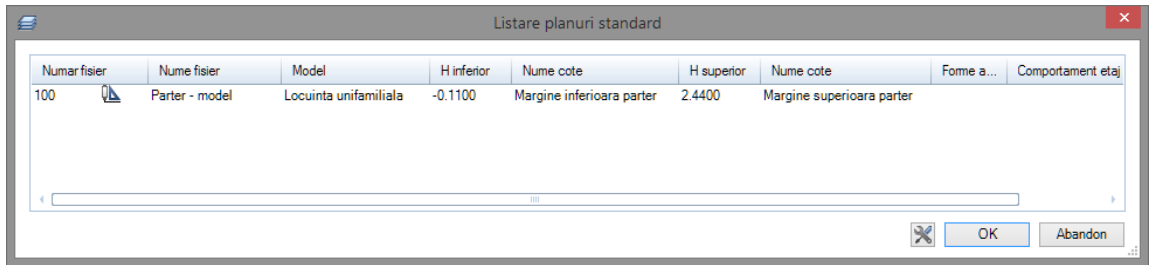 Listare planuri standard
Numar fisier Nume fisier Model H inferior Nume cote H superior Nume cote Forme a... Comportament etaj
100 Parter - model Locuinta unifamiliala -0.1100 Margine inferioara parter 2.4400 Margine superioara parter
OK Abandon